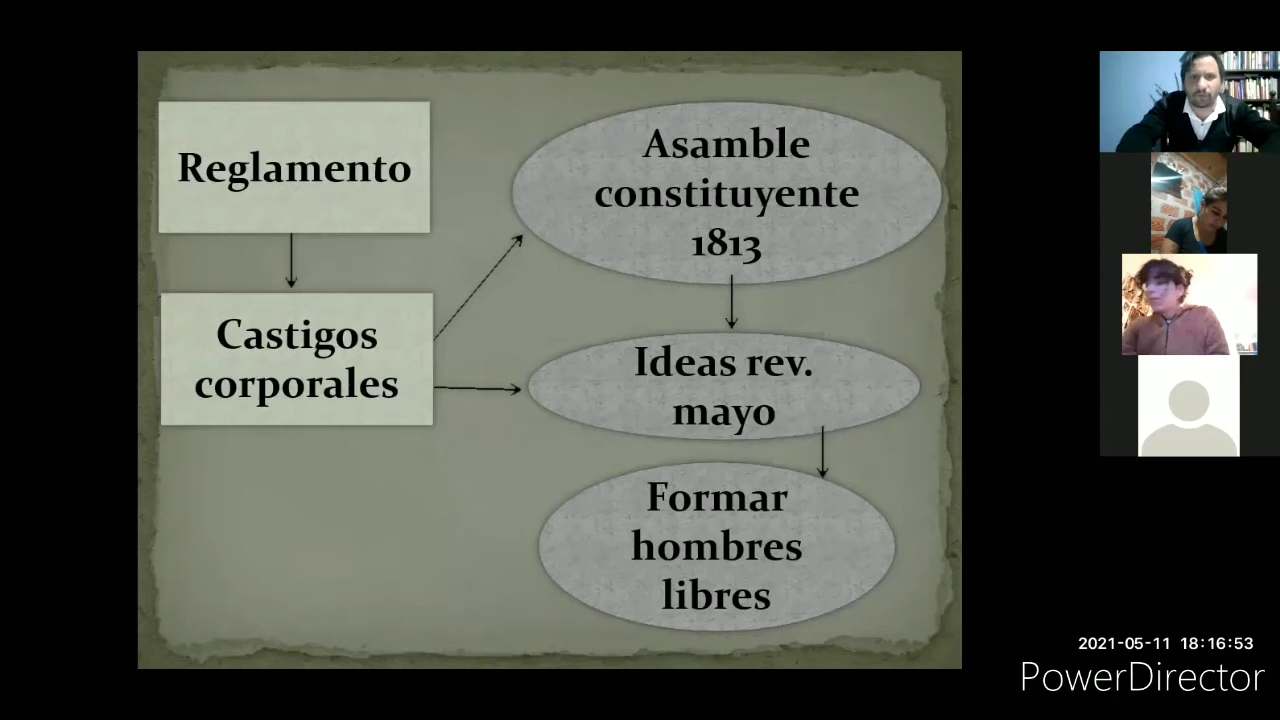 Reglamento
Castigos
corporales
Asamble
constituyente
1813
Ideas rev.
mayo
Formar
hombres
libres
2021-05-11 18:16:53
PowerDirector